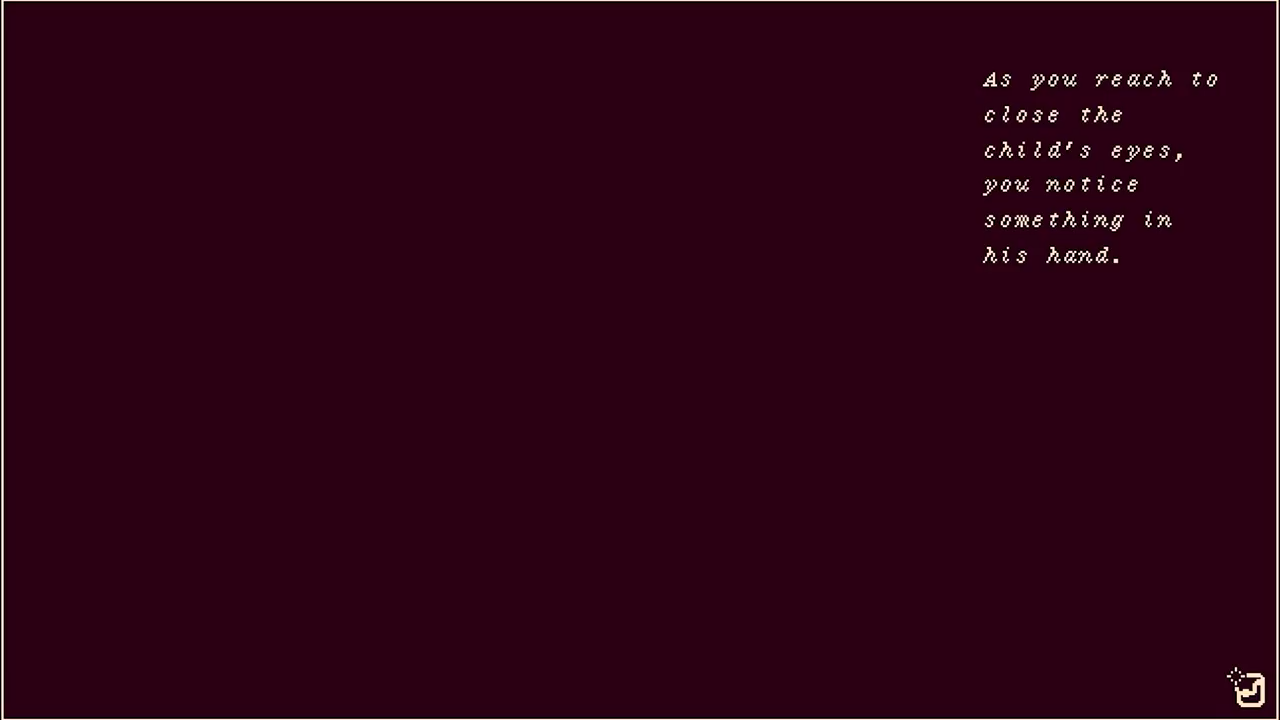 As you reach to
close the
child's eyes,
you notice
something in
his hand.